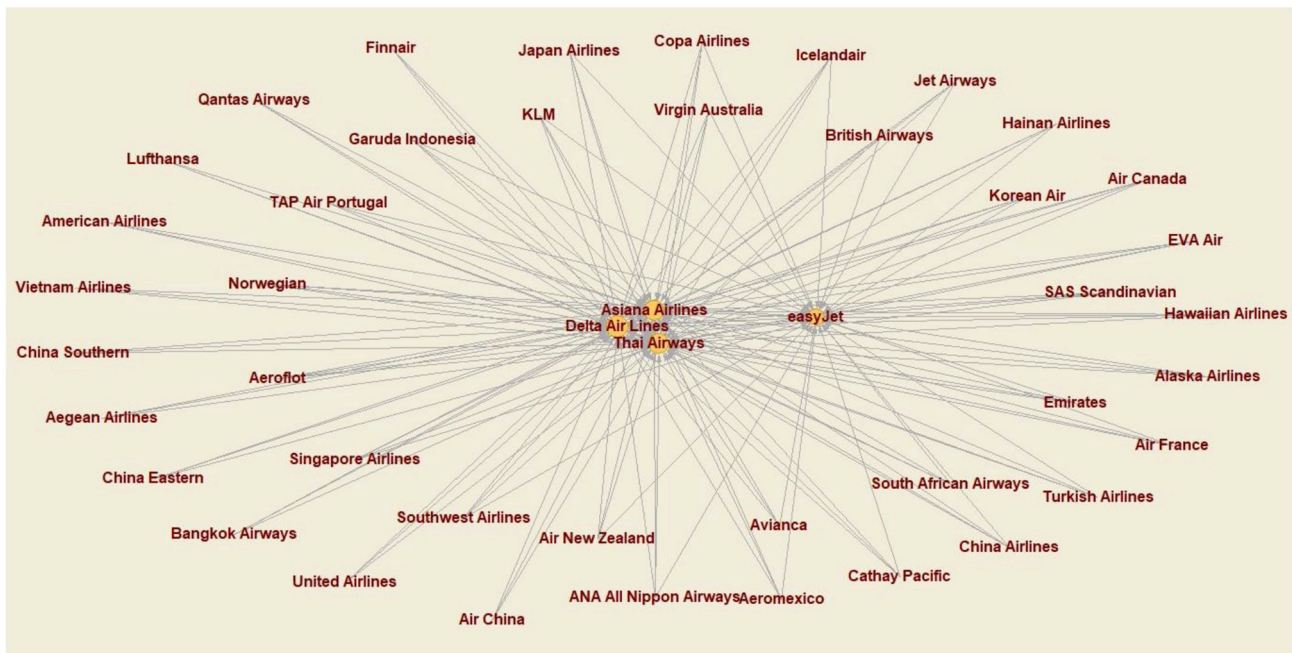 Finnair
Japan Airlines
Copa Airlines
Icelandair
Jet Airways
Qantas Airways
KLM
Virgin Australia
Hainan Airlines
Garuda Indonesia
British Airways
Lufthansa
Air Canada
TAP Air Portugal
Korean Air
American Airlines
EVA Air
Vietnam Airlines
Norwegian
SAS Scandinavian
Asiana Airlines
easyJet
Hawaiian Airlines
Delta Air Lines
Thai Airways
China Southern
Aeroflot
Alaska Airlines
Aegean Airlines
Emirates
Air France
China Eastern
Singapore Airlines
South African Airways
Turkish Airlines
Bangkok Airways
Southwest Airlines
Air New Zealand
Avianca
China Airlines
United Airlines
Cathay Pacific
Air China
ANA All Nippon Airways
Aeromexico